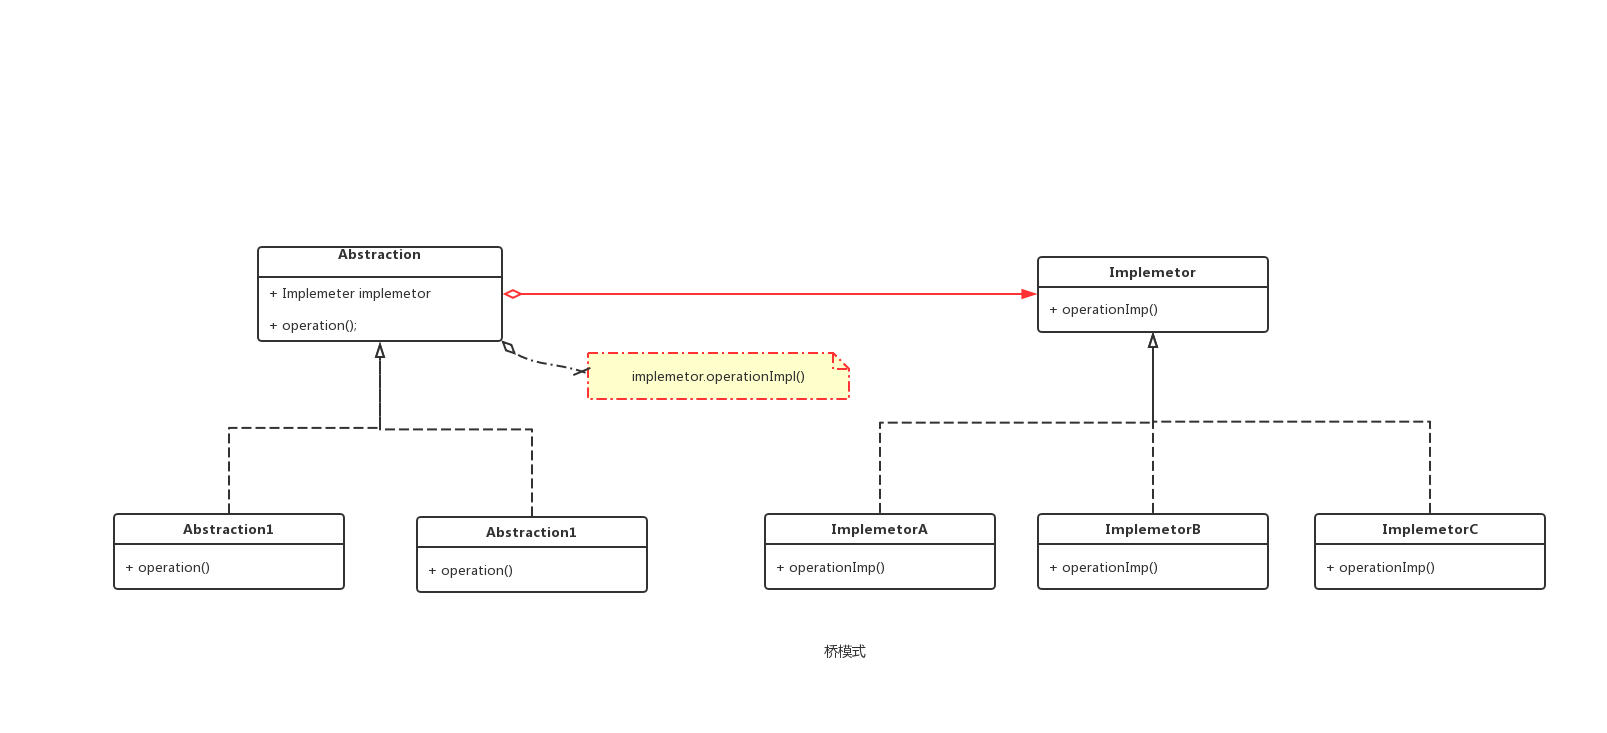 Abstraction
+ Implemeter implemetor
+ operation();
Implemetor
+ operationImp()
implemetor.operationImpl()
Abstraction1
+ operation()
Abstraction1
+ operation()
ImplemetorA
+ operationImp()
ImplemetorB
+ operationImp()
ImplemetorC
+ operationImp()
桥模式